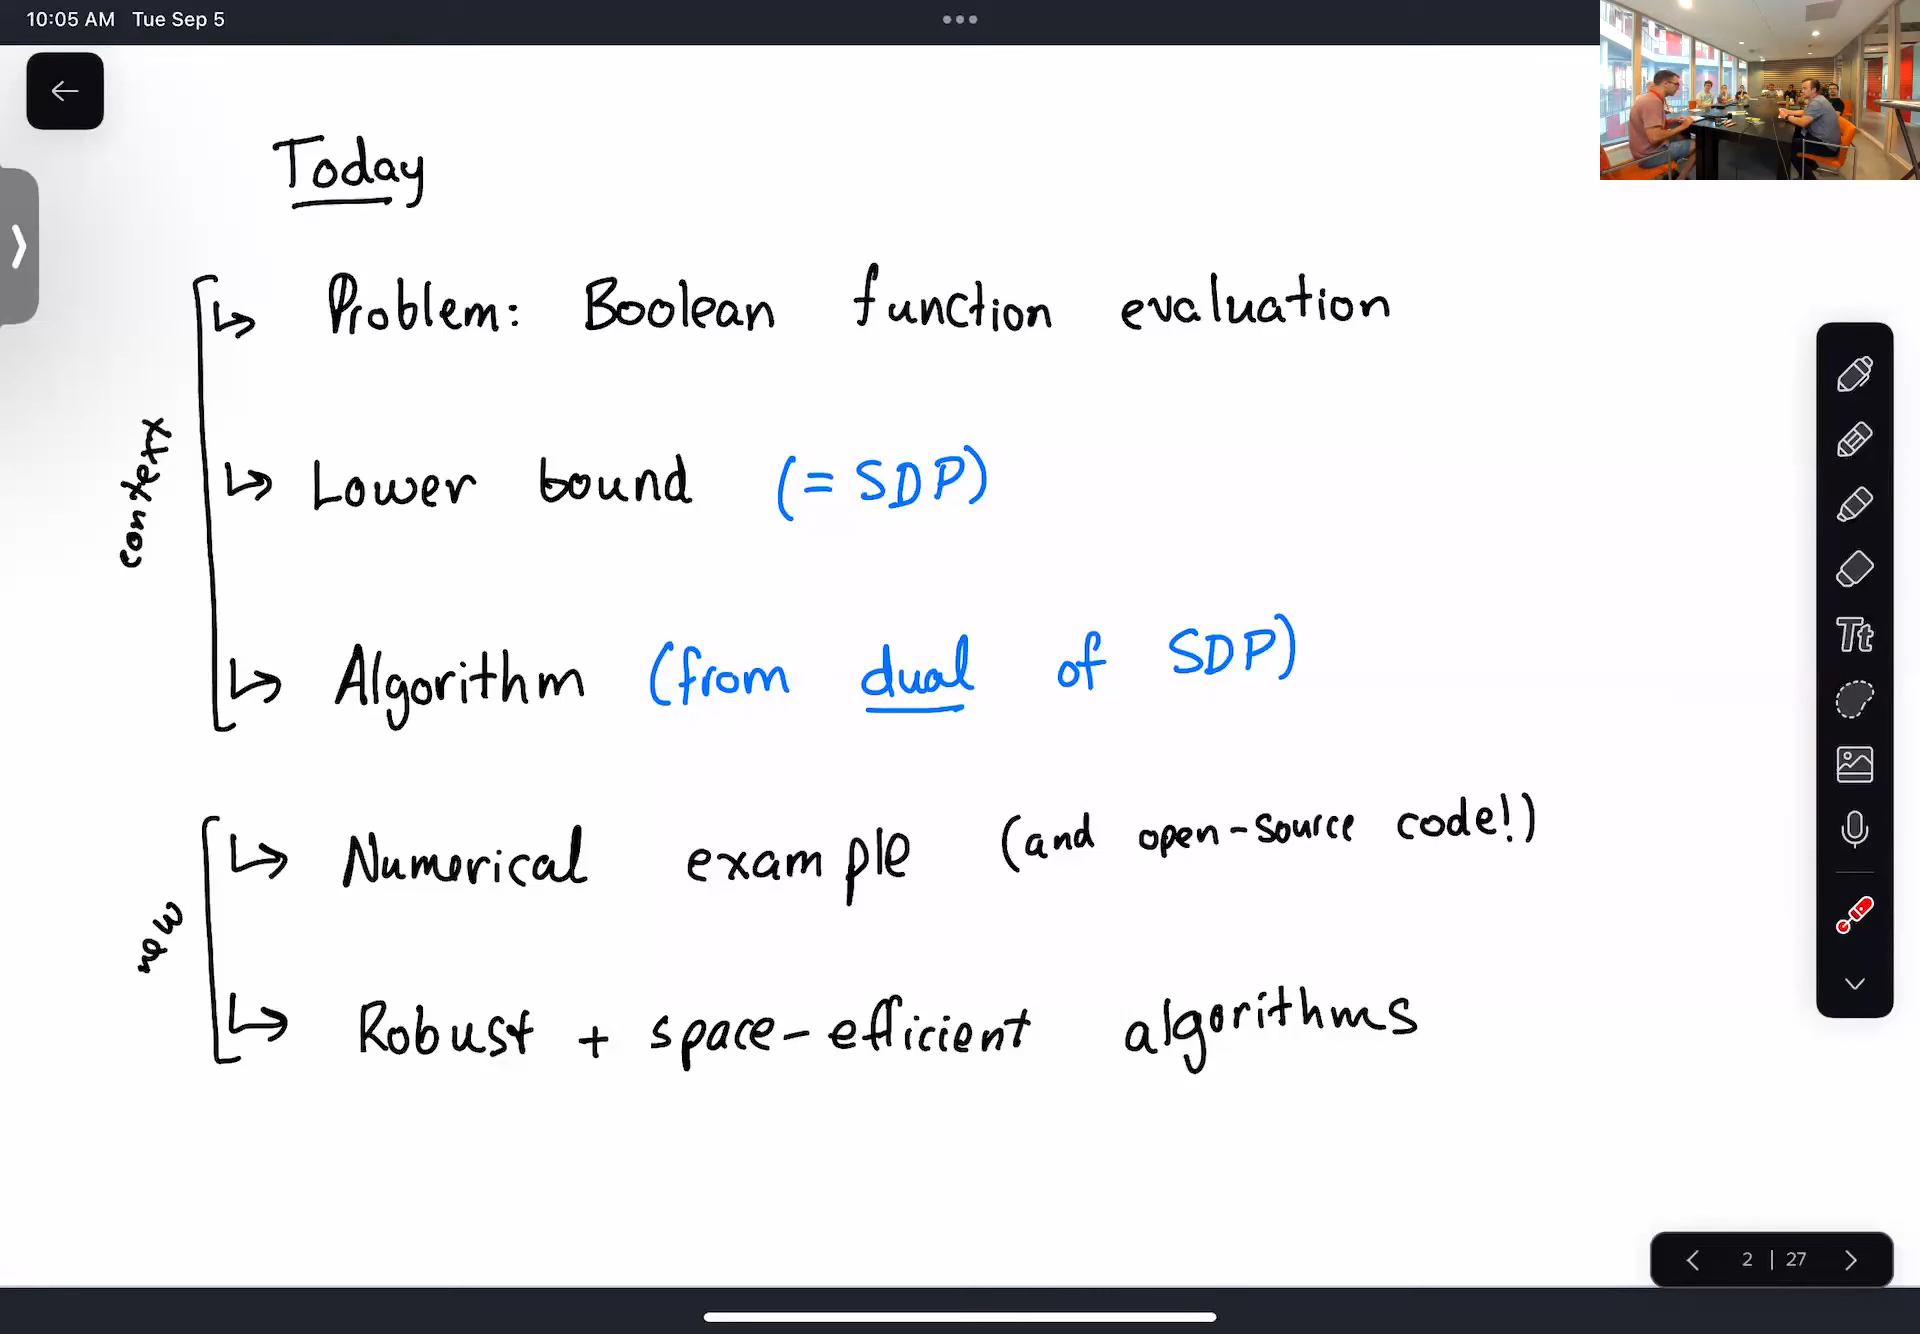 10:05 AM Tue Sep 5
Today
context
Problem: Boolean function evaluation
Lower bound (= SDP)
Algorithm (from dual of SDP)
new
Numerical example (and open-source code!)
Robust + space-efficient algorithms
Tt
2 | 27